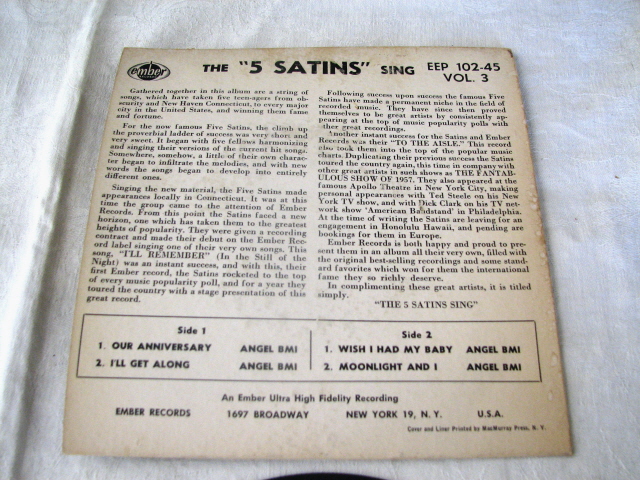 ember
THE "5 SATINS" SING
EEP 102-45
VOL. 3
Gathered together in this album are a string of
songs, which have taken five teen-agers from ob-
scurity and New Haven Connecticut, to every major
city in the United States, and winning them fame
and fortune.
For the now famous Five Satins, the climb up
the proverbial ladder of success was very short and
very sweet. It began with five fellows harmonizing
and singing their versions of the current hit songs.
Somewhere, somehow, a little of their own charac-
ter began to infiltrate the melodies, and with new
words the songs began to develop into entirely
different ones.
Singing the new material, the Five Satins made
appearances locally in Connecticut. It was at this
time the group came to the attention of Ember
Records. From this point the Satins faced a new
horizon, one which has taken them to the greatest
heights of popularity. They were given a recording
contract and made their debut on the Ember Rec-
ord label singing one of their very own songs. This
song, "I'LL REMEMBER" (In the Still of the
Night) was an instant success, and with this, their
first Ember record, the Satins rocketed to the top
of every music popularity poll, and for a year they
toured the country with a stage presentation of this
great record.
Following success upon success the famous Five
Satins have made a permanent niche in the field of
recorded music. They have since then proved
themselves to be great artists by consistently ap-
pearing at the top of music popularity polls with
other great recordings.
Another instant success for the Satins and Ember
Records was their "TO THE AISLE." This record
also took them into the top of the popular music
charts. Duplicating their previous success the Satins
toured the country again, this time in company with
other great artists in such shows as THE FANTAB-
ULOUS SHOW OF 1957. They also appeared at the
famous Apollo Theatre in New York City, making
personal appearances with Ted Steele on his New
York TV show, and with Dick Clark on his TV net-
work show 'American Bandstand' in Philadelphia.
At the time of writing the Satins are leaving for an
engagement in Honolulu Hawaii, and pending are
bookings for them in Europe.
Ember Records is both happy and proud to pre-
sent them in an album all their very own, filled with
the original best-selling recordings and some stand-
ard favorites which won for them the international
fame they so richly deserve.
In complimenting these great artists, it is titled
simply.
"THE 5 SATINS SING"
Side 1
1. OUR ANNIVERSARY ANGEL BMI
2. I'LL GET ALONG ANGEL BMI
Side 2
1. WISH I HAD MY BABY ANGEL BMI
2. MOONLIGHT AND I ANGEL BMI
An Ember Ultra High Fidelity Recording
EMBER RECORDS 1697 BROADWAY NEW YORK 19, N. Y. U.S.A.
Cover and Liner Printed by MacMurray Press, N. Y.